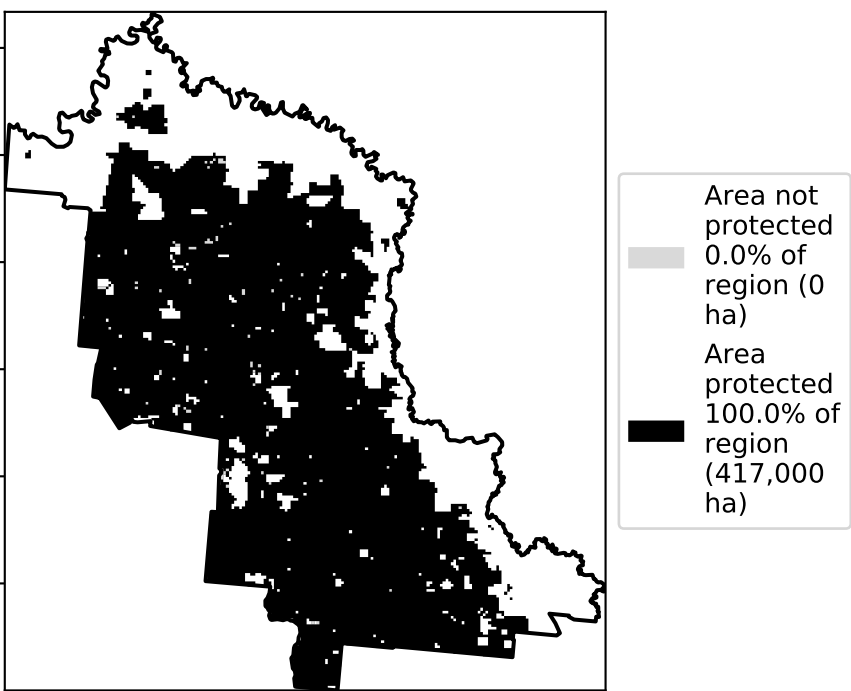 Area not
protected
0.0% of
region (0
ha)
Area
protected
100.0% of
region
(417,000
ha)